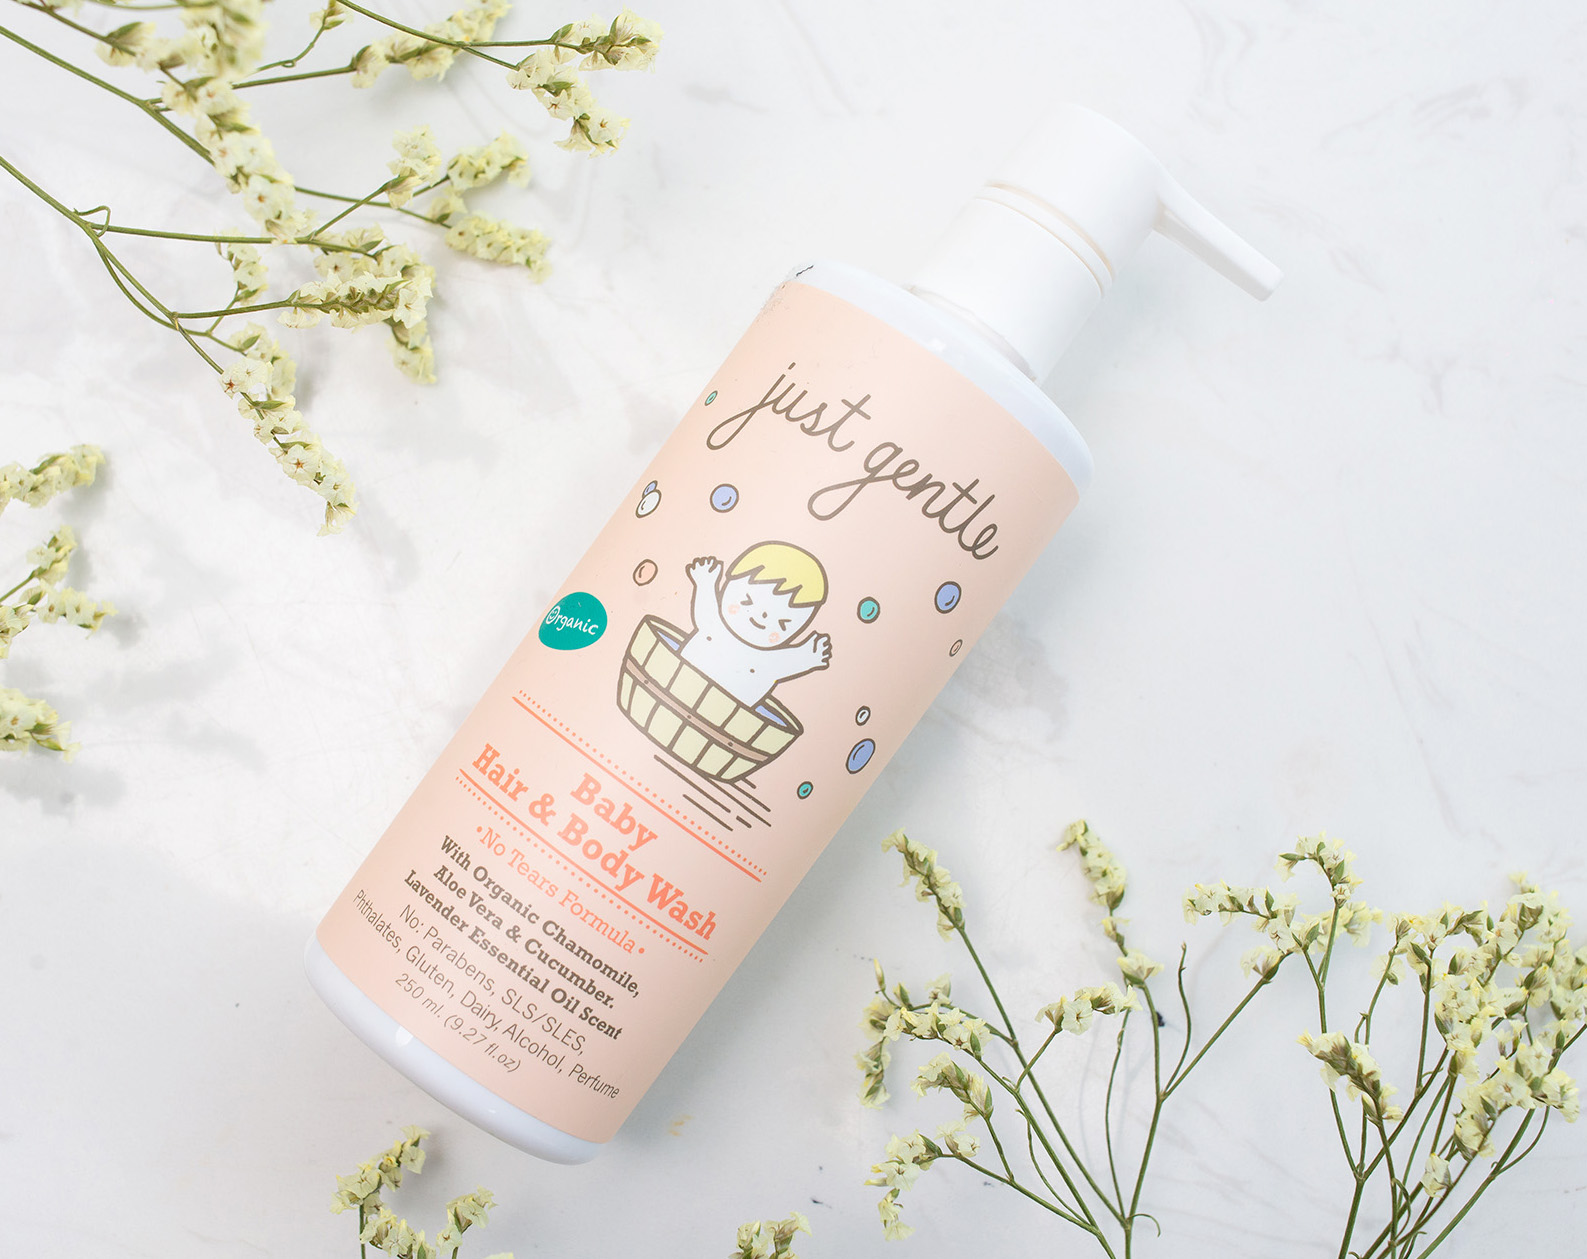 just gentle
Organic
Baby
Hair & Body Wash
•No Tears Formula•
With Organic Chamomile,
Aloe Vera & Cucumber.
Lavender Essential Oil Scent
No: Parabens, SLS/SLES,
Phthalates, Gluten, Dairy, Alcohol, Perfume
250 ml. (9.27 fl.oz)